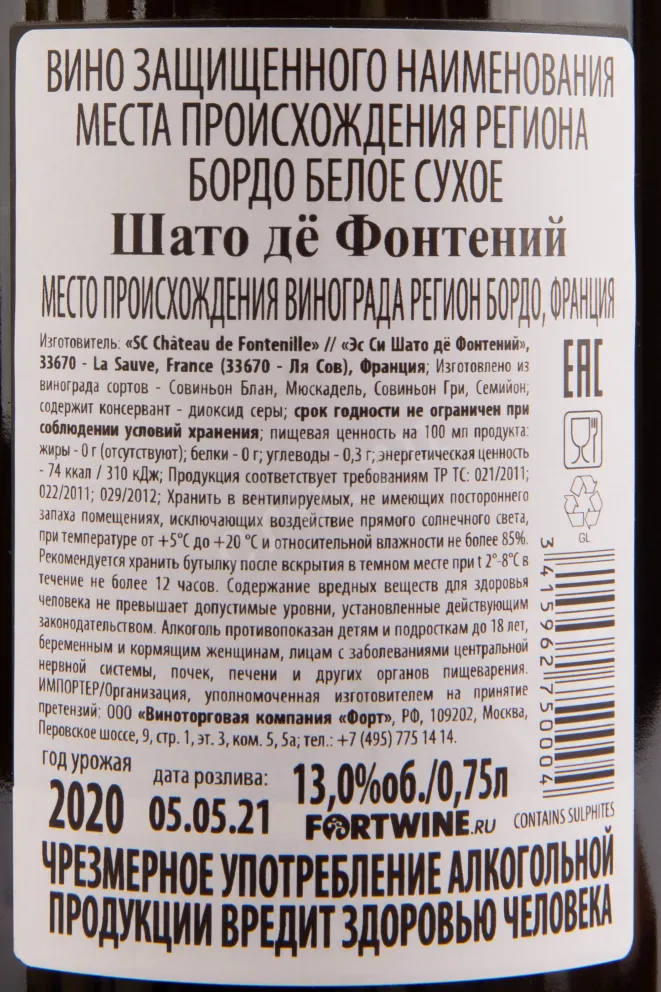 ВИНО ЗАЩИЩЕННОГО НАИМЕНОВАНИЯ
МЕСТА ПРОИСХОЖДЕНИЯ РЕГИОНА
БОРДО БЕЛОЕ СУХОЕ
Шато дё Фонтений
МЕСТО ПРОИСХОЖДЕНИЯ ВИНОГРАДА РЕГИОН БОРДО, ФРАНЦИЯ
Изготовитель: «SC Château de Fontenille» // «Эс Си Шато дё Фонтений»,
33670 - La Sauve, France (33670 - Ля Сов), Франция; Изготовлено из
винограда сортов - Совиньон Блан, Мюскадель, Совиньон Гри, Семийон;
содержит консервант - диоксид серы; срок годности не ограничен при
соблюдении условий хранения; пищевая ценность на 100 мл продукта:
жиры - 0 г (отсутствуют); белки - 0 г; углеводы - 0,3 г; энергетическая ценность
- 74 ккал / 310 кДж; Продукция соответствует требованиям ТР ТС: 021/2011;
022/2011; 029/2012; Хранить в вентилируемых, не имеющих постороннего
запаха помещениях, исключающих воздействие прямого солнечного света,
при температуре от +5°C до +20 °C и относительной влажности не более 85%.
Рекомендуется хранить бутылку после вскрытия в темном месте при t 2°-8°C в
течение не более 12 часов. Содержание вредных веществ для здоровья
человека не превышает допустимые уровни, установленные действующим
законодательством. Алкоголь противопоказан детям и подросткам до 18 лет,
беременным и кормящим женщинам, лицам с заболеваниями центральной
нервной системы, почек, печени и других органов пищеварения.
ИМПОРТЕР/Организация, уполномоченная изготовителем на принятие
претензий: ООО «Виноторговая компания «Форт», РФ, 109202, Москва,
Перовское шоссе, 9, стр. 1, эт. 3, ком. 5, 5а; тел.: +7 (495) 775 14 14.
EAC
GL
3 415962 750004
год урожая
2020
дата розлива:
05.05.21
13,0%об./0,75л
FORTWINE.RU
CONTAINS SULPHITES
ЧРЕЗМЕРНОЕ УПОТРЕБЛЕНИЕ АЛКОГОЛЬНОЙ
ПРОДУКЦИИ ВРЕДИТ ЗДОРОВЬЮ ЧЕЛОВЕКА